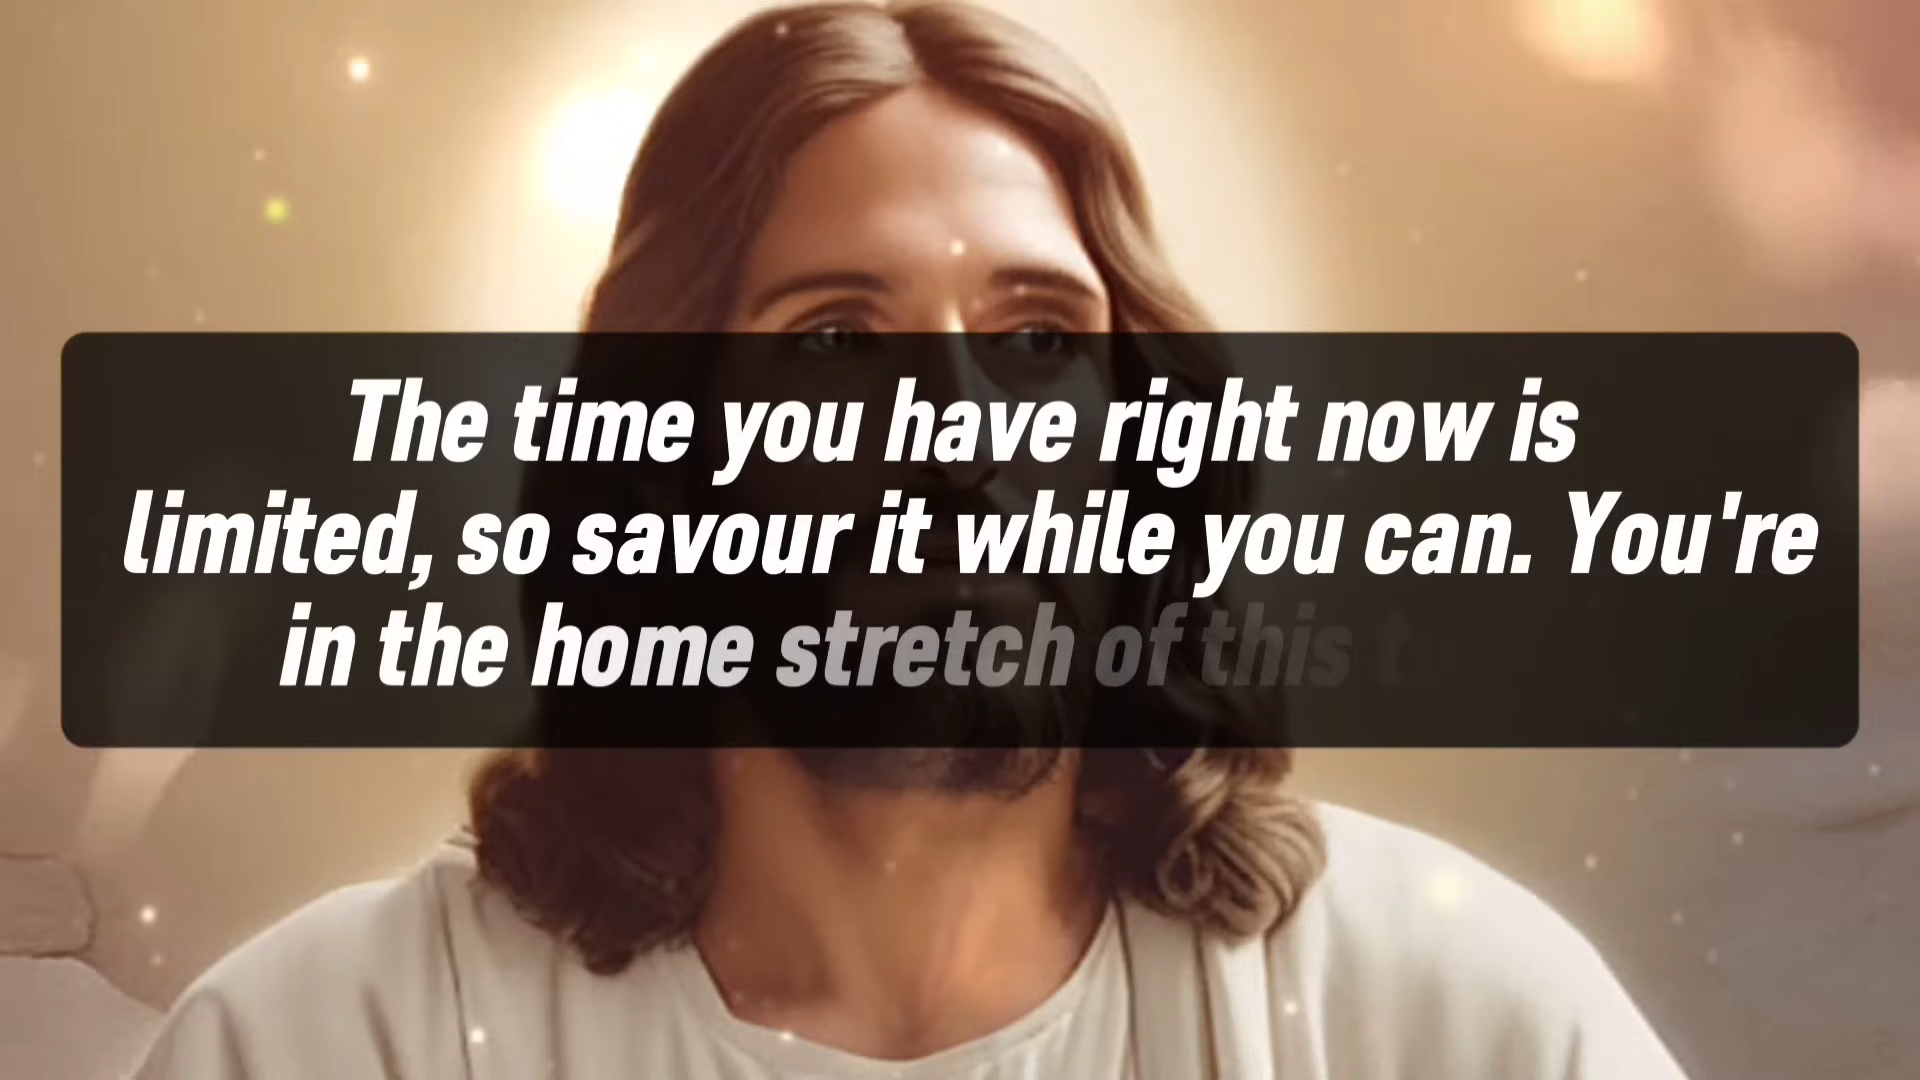 The time you have right now is
limited, so savour it while you can. You're
in the home stretch of this t